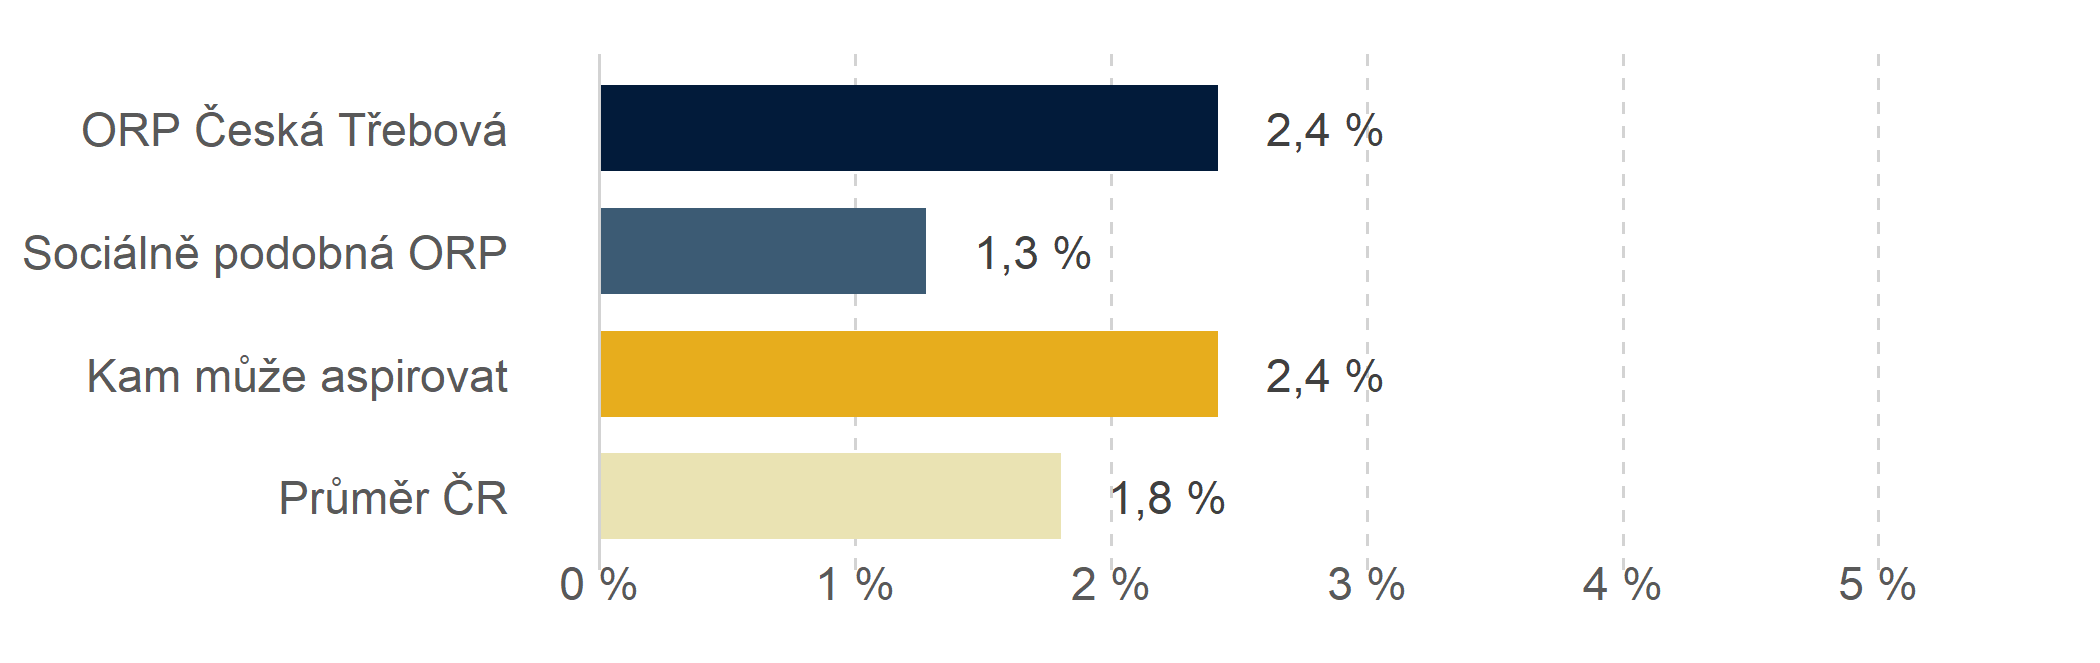 ORP Česká Třebová
2,4 %
Sociálně podobná ORP
1,3 %
Kam může aspirovat
2,4 %
Průměr ČR
1,8 %
0 %
1 %
2 %
3 %
4 %
5 %